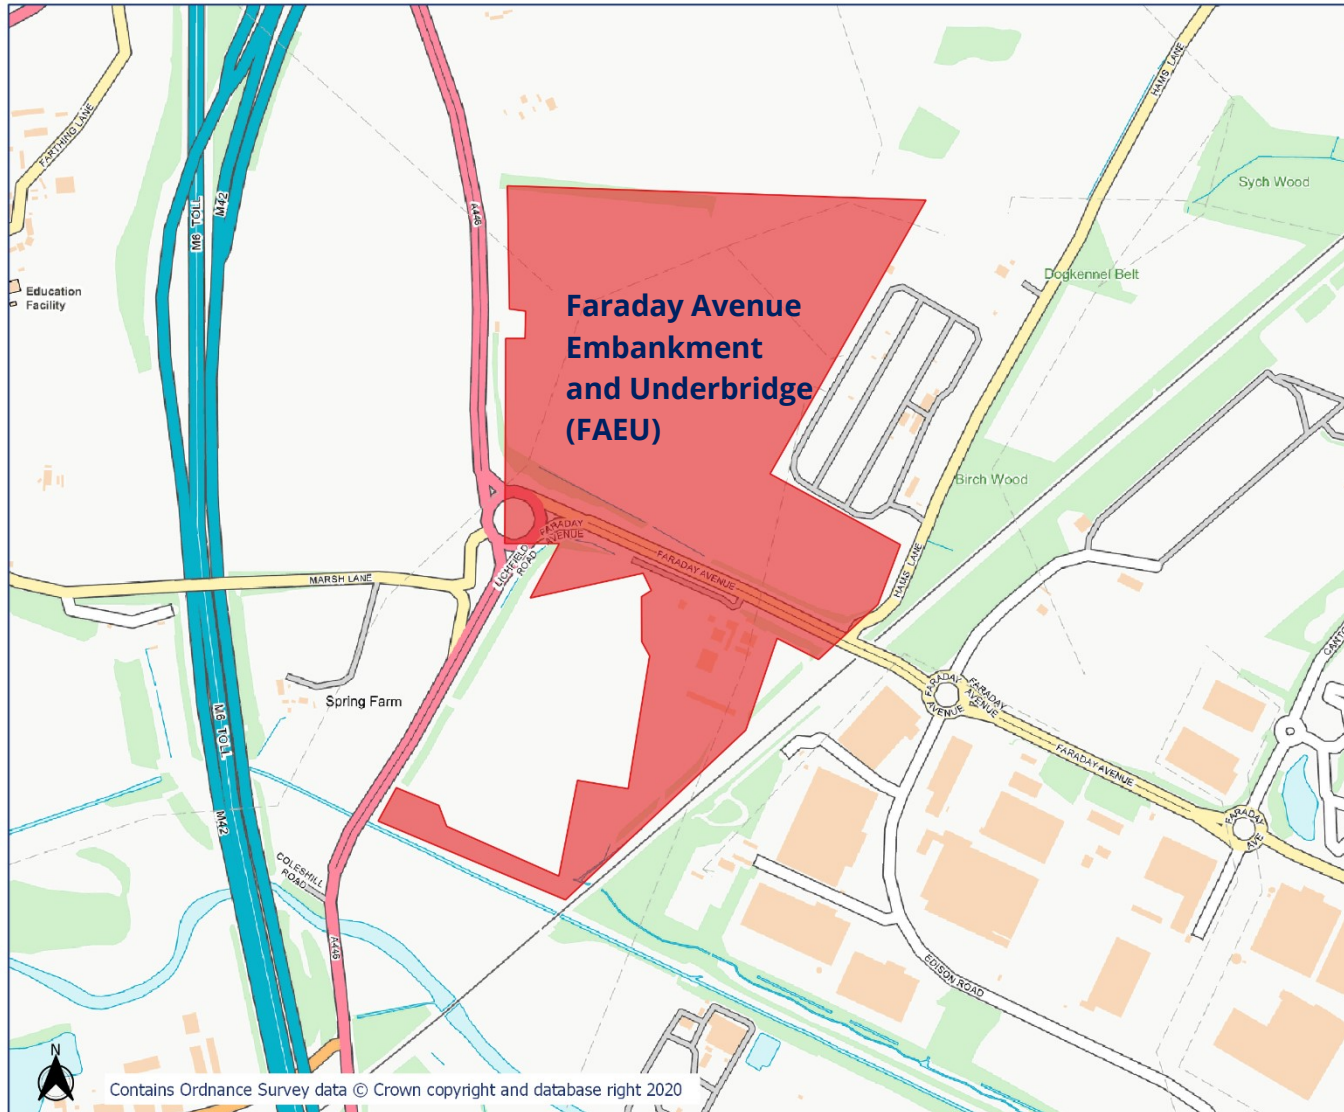 HAMS LANE
FARTHING LANE
M6 TOLL
M42
A446
Sych Wood
Dogkennel Belt
Education
Facility
Faraday Avenue
Embankment
and Underbridge
(FAEU)
Birch Wood
FARADAY
AVENUE
LICHFIELD
ROAD
FARADAY AVENUE
HAMS LANE
MARSH LANE
Spring Farm
FARADAY
AVENUE
FARADAY
AVENUE
M6 TOLL
M42
FARADAY AVENUE
FARADAY
AVE
COLESHILL
ROAD
A446
EDISON ROAD
N
Contains Ordnance Survey data © Crown copyright and database right 2020